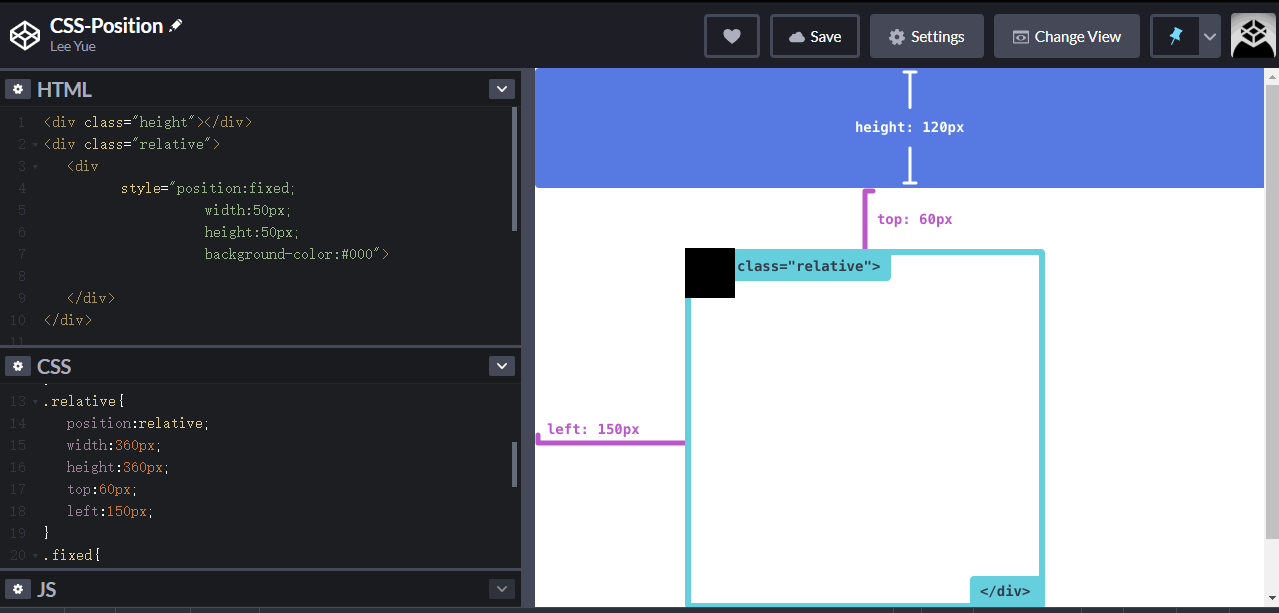 CSS-Position
Lee Yue
Save
Settings
Change View
HTML
1 <div class="height"></div>
2 <div class="relative">
3 <div
4 style="position:fixed;
5 width:50px;
6 height:50px;
7 background-color:#000">
8
9 </div>
10 </div>
11
CSS
13 .relative{
14 position:relative;
15 width:360px;
16 height:360px;
17 top:60px;
18 left:150px;
19 }
20 .fixed{
JS
height: 120px
top: 60px
class="relative">
left: 150px
</div>